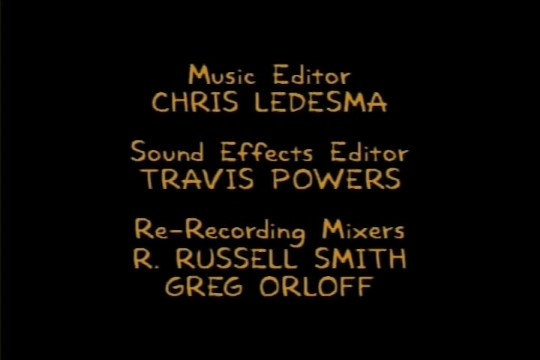 Music Editor
CHRIS LEDESMA
Sound Effects Editor
TRAVIS POWERS
Re-Recording Mixers
R. RUSSELL SMITH
GREG ORLOFF